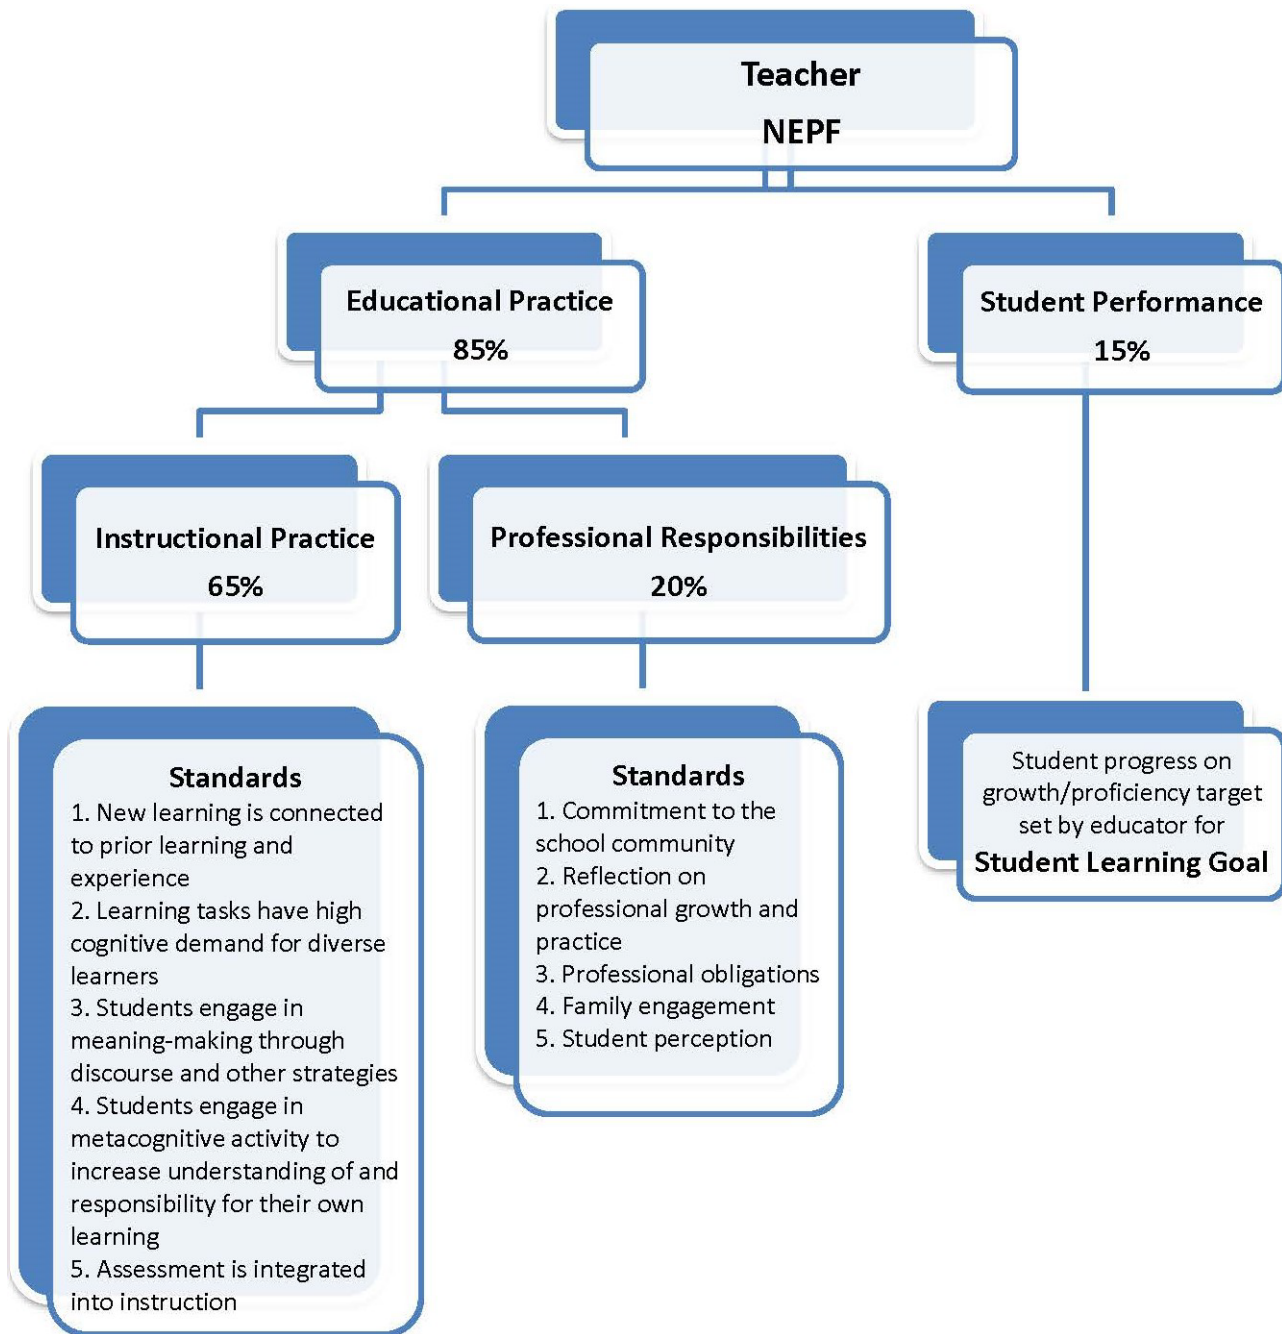 Teacher
NEPF
Educational Practice
85%
Student Performance
15%
Instructional Practice
65%
Professional Responsibilities
20%
Standards
1. New learning is connected
to prior learning and
experience
2. Learning tasks have high
cognitive demand for diverse
learners
3. Students engage in
meaning-making through
discourse and other strategies
4. Students engage in
metacognitive activity to
increase understanding of and
responsibility for their own
learning
5. Assessment is integrated
into instruction
Standards
1. Commitment to the
school community
2. Reflection on
professional growth and
practice
3. Professional obligations
4. Family engagement
5. Student perception
Student progress on
growth/proficiency target
set by educator for
Student Learning Goal